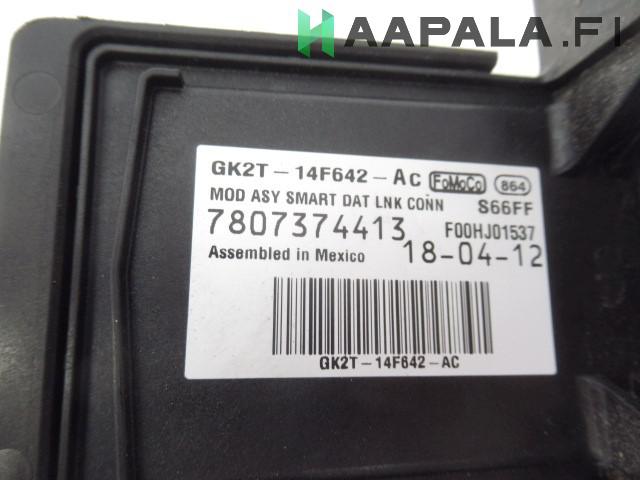 HAAPALA.FI
GK2T-14F642-Ac FoMoCo 864
MOD ASY SMART DAT LNK CONN S66FF
7807374413 F00HJ01537
Assembled in Mexico 18-04-12
GK2T-14F642-AC